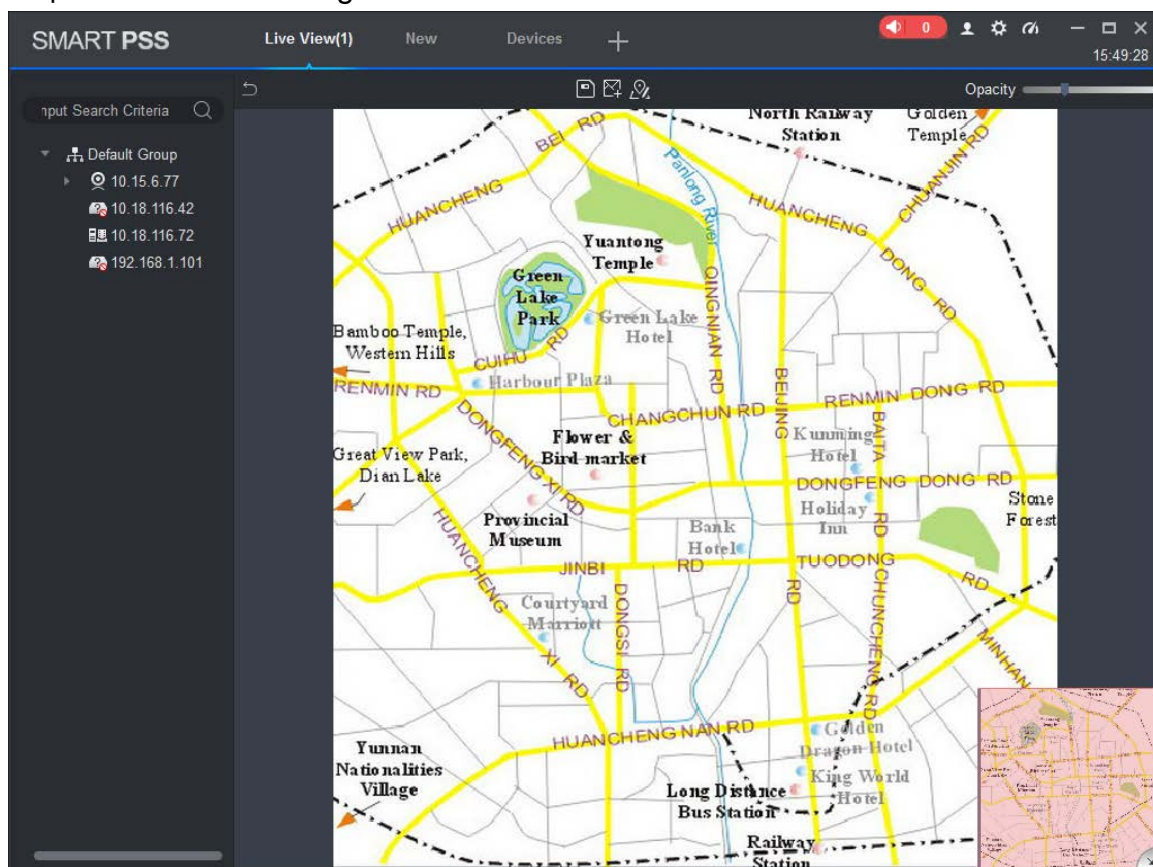 SMART PSS
Live View(1)
New
Devices
0
15:49:28
Opacity
nput Search Criteria
Default Group
10.15.6.77
10.18.116.42
10.18.116.72
192.168.1.101
North Railway
Station
Golden
Temple
BEI RD
HUANCHENG
Panlong River
HUANCHENG
DONG RD
CHUANJIN RD
Yuantong
Temple
Green
Lake
Park
QINGNIAN RD
Green Lake
Hotel
Bamboo Temple,
Western Hills
CUIHU RD
RENMIN RD
Harbour Plaza
BEIJING
RD
RENMIN DONG RD
CHANGCHUN RD
DONGFENG XI RD
Flower &
Bird market
Kunming
Hotel
BAITA
RD
Great View Park,
Dian Lake
DONGFENG DONG RD
Stone
Forest
Holiday
Inn
Provincial
Museum
Bank
Hotel
HUANCHENG
XI RD
JINBI RD
TUODONG
RD
DONGSI RD
CHUNCHENG RD
Courtyard
Marriott
MINHAN
HUANCHENG NAN RD
Golden
Dragon Hotel
Yunnan
Nationalities
Village
King World
Hotel
Long Distance
Bus Station
Railway
Station